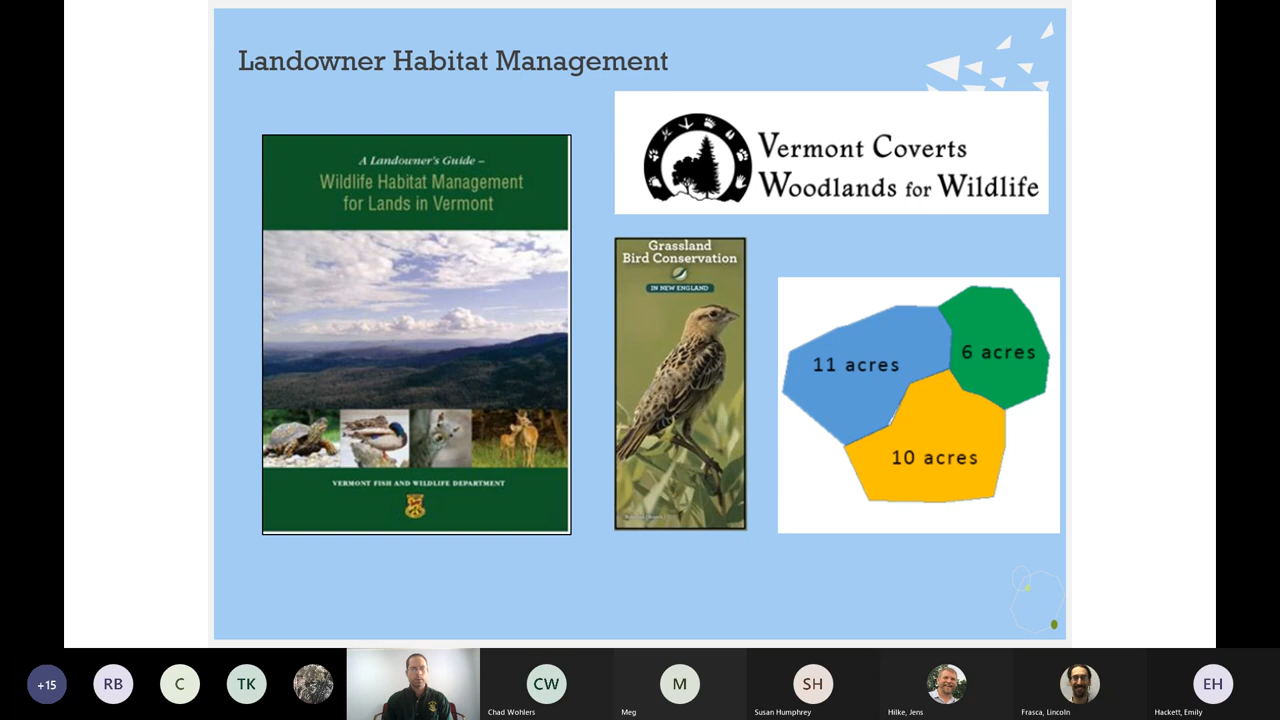 Landowner Habitat Management
A Landowner's Guide –
Wildlife Habitat Management
for Lands in Vermont
VERMONT FISH AND WILDLIFE DEPARTMENT
Vermont Coverts
Woodlands for Wildlife
Grassland
Bird Conservation
IN NEW ENGLAND
11 acres
6 acres
10 acres
+15
RB
C
TK
CW
Chad Wohlers
M
Meg
SH
Susan Humphrey
Hilke, Jens
Frasca, Lincoln
EH
Hackett, Emily